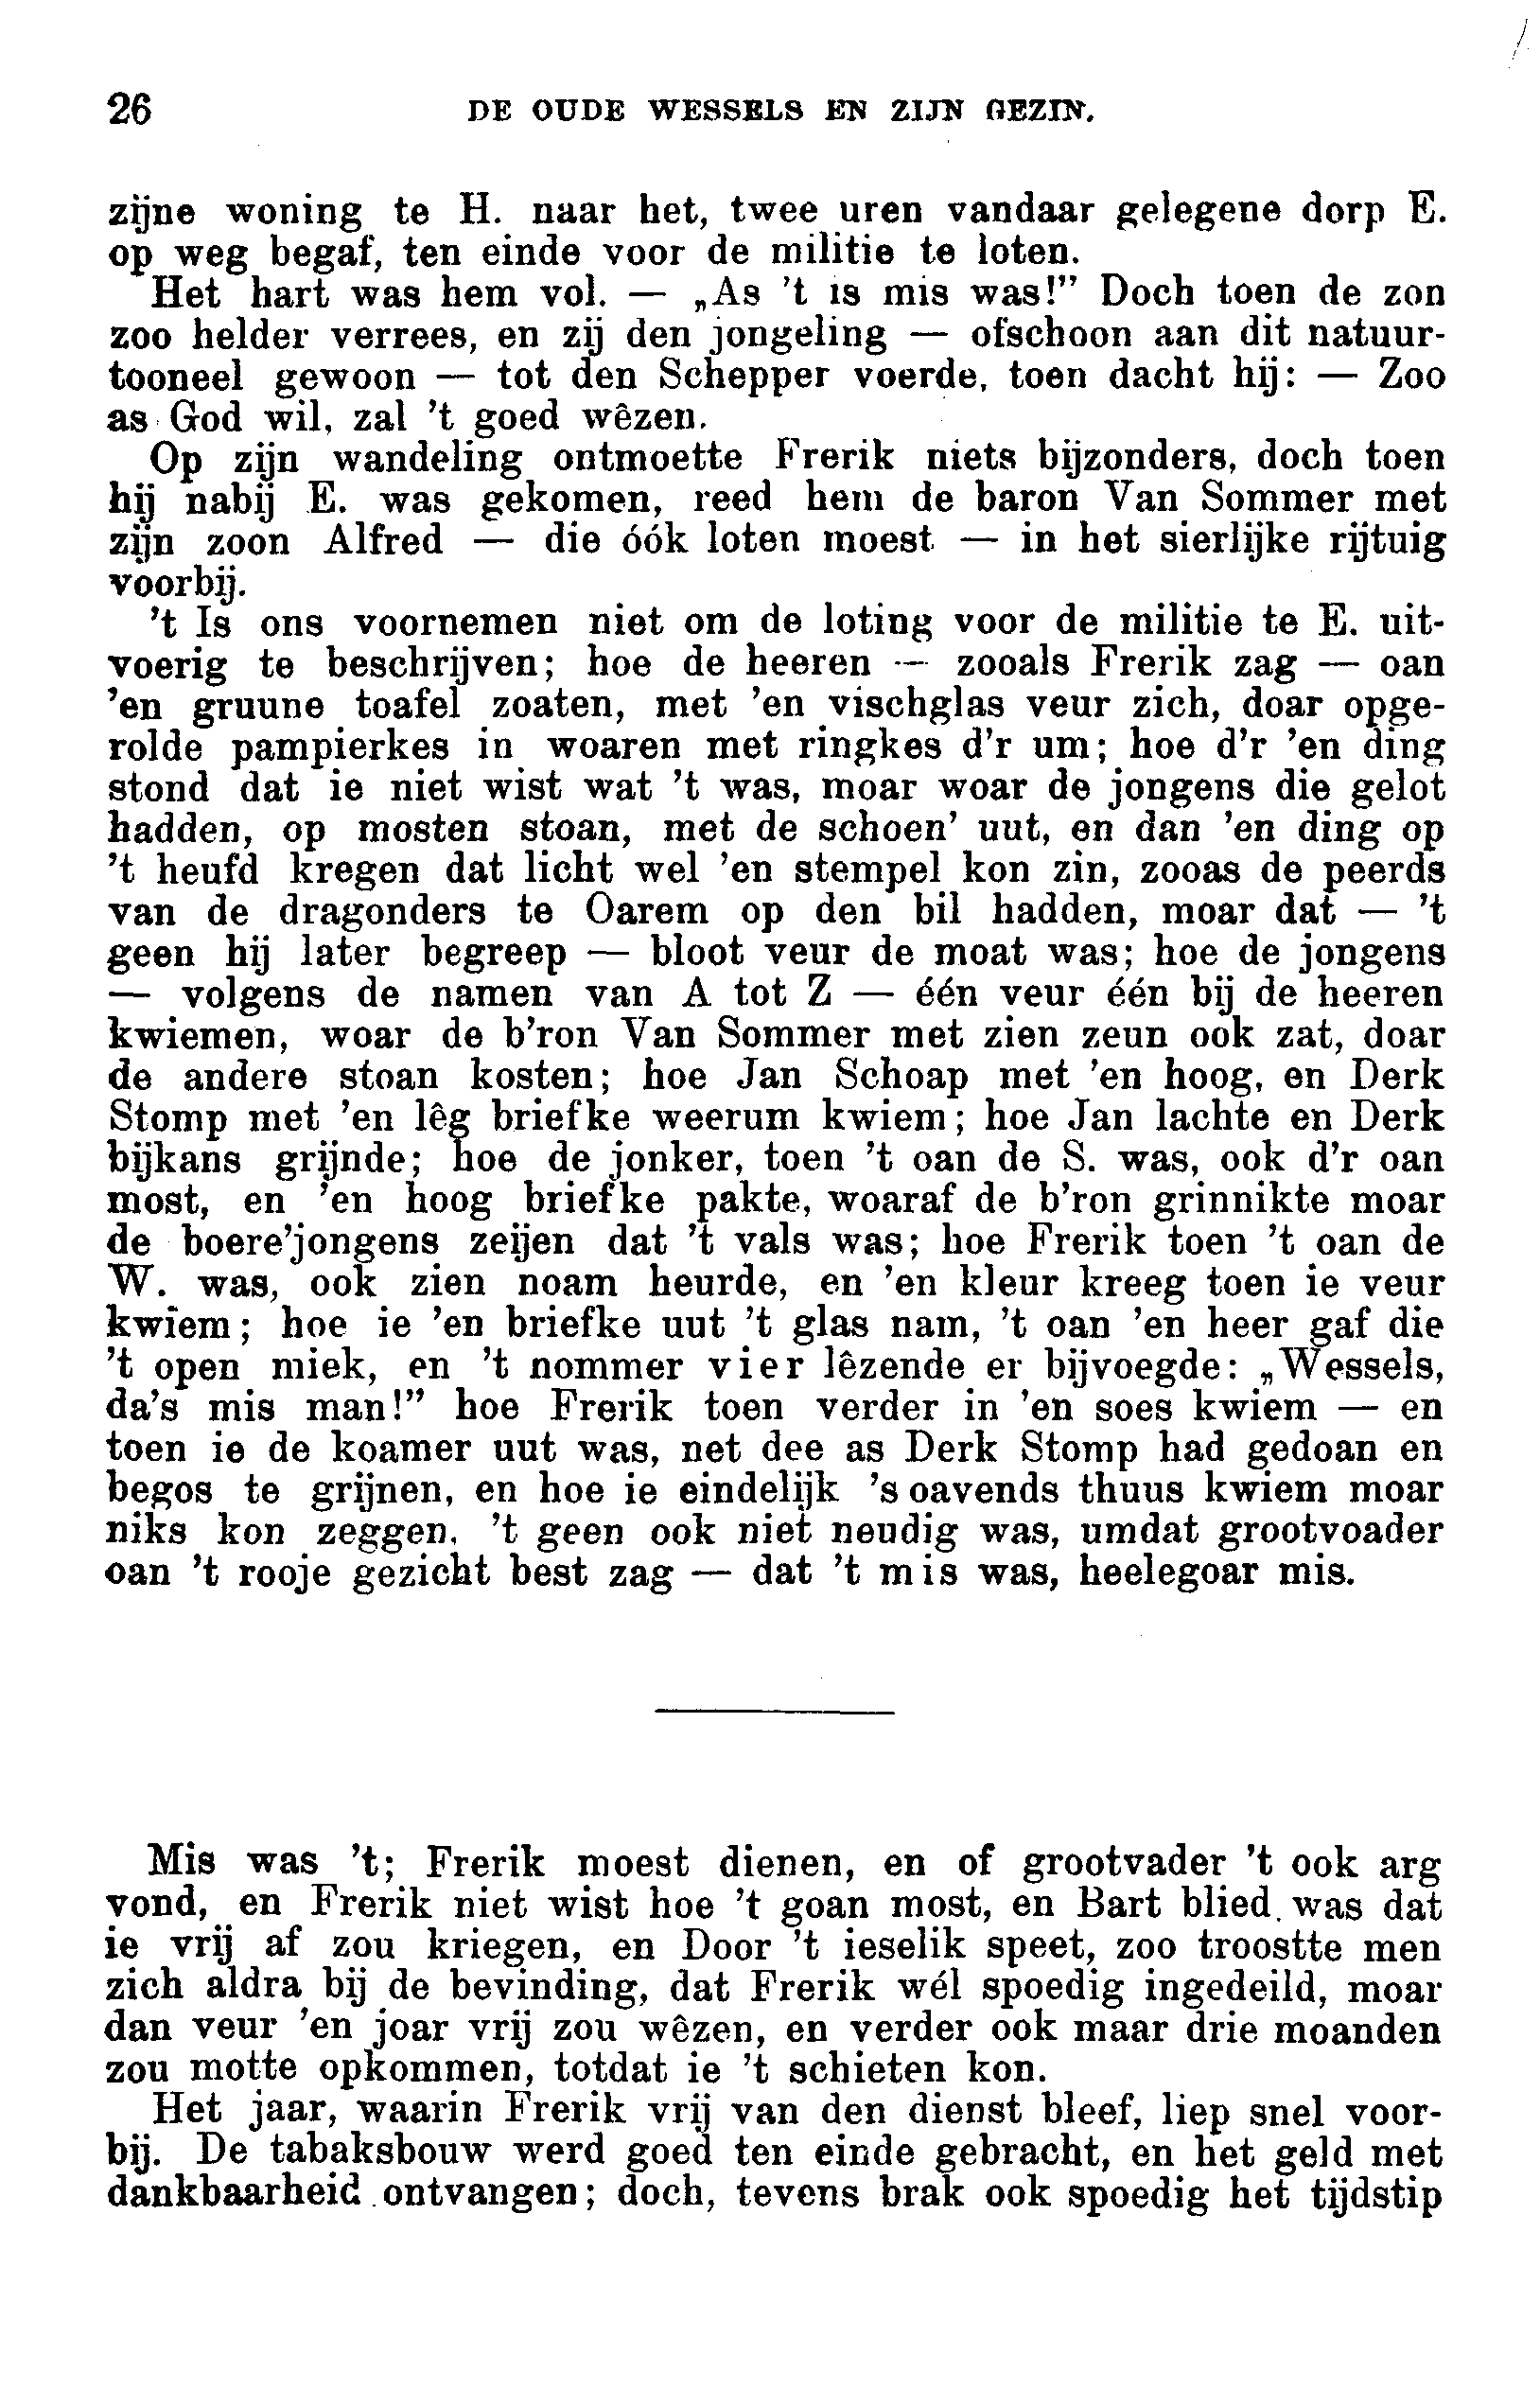 26 DE OUDE WESSELS EN ZIJN GEZIN.
zijne woning te H. naar het, twee uren vandaar gelegene dorp E.
op weg begaf, ten einde voor de militie te loten.
Het hart was hem vol. — „As 't is mis was!” Doch toen de zon
zoo helder verrees, en zij den jongeling — ofschoon aan dit natuur-
tooneel gewoon — tot den Schepper voerde, toen dacht hij: — Zoo
as God wil, zal 't goed wêzen.
Op zijn wandeling ontmoette Frerik niets bijzonders, doch toen
hij nabij E. was gekomen, reed hem de baron Van Sommer met
zijn zoon Alfred — die óók loten moest — in het sierlijke rijtuig
voorbij.
't Is ons voornemen niet om de loting voor de militie te E. uit-
voerig te beschrijven; hoe de heeren — zooals Frerik zag — oan
'en gruune toafel zoaten, met 'en vischglas veur zich, doar opge-
rolde pampierkes in woaren met ringkes d'r um; hoe d'r 'en ding
stond dat ie niet wist wat 't was, moar woar de jongens die gelot
hadden, op mosten stoan, met de schoen' uut, en dan 'en ding op
't heufd kregen dat licht wel 'en stempel kon zin, zooas de peerds
van de dragonders te Oarem op den bil hadden, moar dat — 't
geen hij later begreep — bloot veur de moat was; hoe de jongens
— volgens de namen van A tot Z — één veur één bij de heeren
kwiemen, woar de b'ron Van Sommer met zien zeun ook zat, doar
de andere stoan kosten; hoe Jan Schoap met 'en hoog, en Derk
Stomp met 'en lêg briefke weerum kwiem; hoe Jan lachte en Derk
bijkans grijnde; hoe de jonker, toen 't oan de S. was, ook d'r oan
most, en 'en hoog briefke pakte, woaraf de b'ron grinnikte moar
de boere'jongens zeijen dat 't vals was; hoe Frerik toen 't oan de
W. was, ook zien noam heurde, en 'en kleur kreeg toen ie veur
kwiem; hoe ie 'en briefke uut 't glas nam, 't oan 'en heer gaf die
't open miek, en 't nommer vier lêzende er bijvoegde: „Wessels,
da's mis man!” hoe Frerik toen verder in 'en soes kwiem — en
toen ie de koamer uut was, net dee as Derk Stomp had gedoan en
begos te grijnen, en hoe ie eindelijk 's oavends thuus kwiem moar
niks kon zeggen, 't geen ook niet neudig was, umdat grootvoader
oan 't rooje gezicht best zag — dat 't mis was, heelegoar mis.
Mis was 't; Frerik moest dienen, en of grootvader 't ook arg
vond, en Frerik niet wist hoe 't goan most, en Bart blied was dat
ie vrij af zou kriegen, en Door 't ieselik speet, zoo troostte men
zich aldra bij de bevinding, dat Frerik wél spoedig ingedeild, moar
dan veur 'en joar vrij zou wêzen, en verder ook maar drie moanden
zou motte opkommen, totdat ie 't schieten kon.
Het jaar, waarin Frerik vrij van den dienst bleef, liep snel voor-
bij. De tabaksbouw werd goed ten einde gebracht, en het geld met
dankbaarheid ontvangen; doch, tevens brak ook spoedig het tijdstip